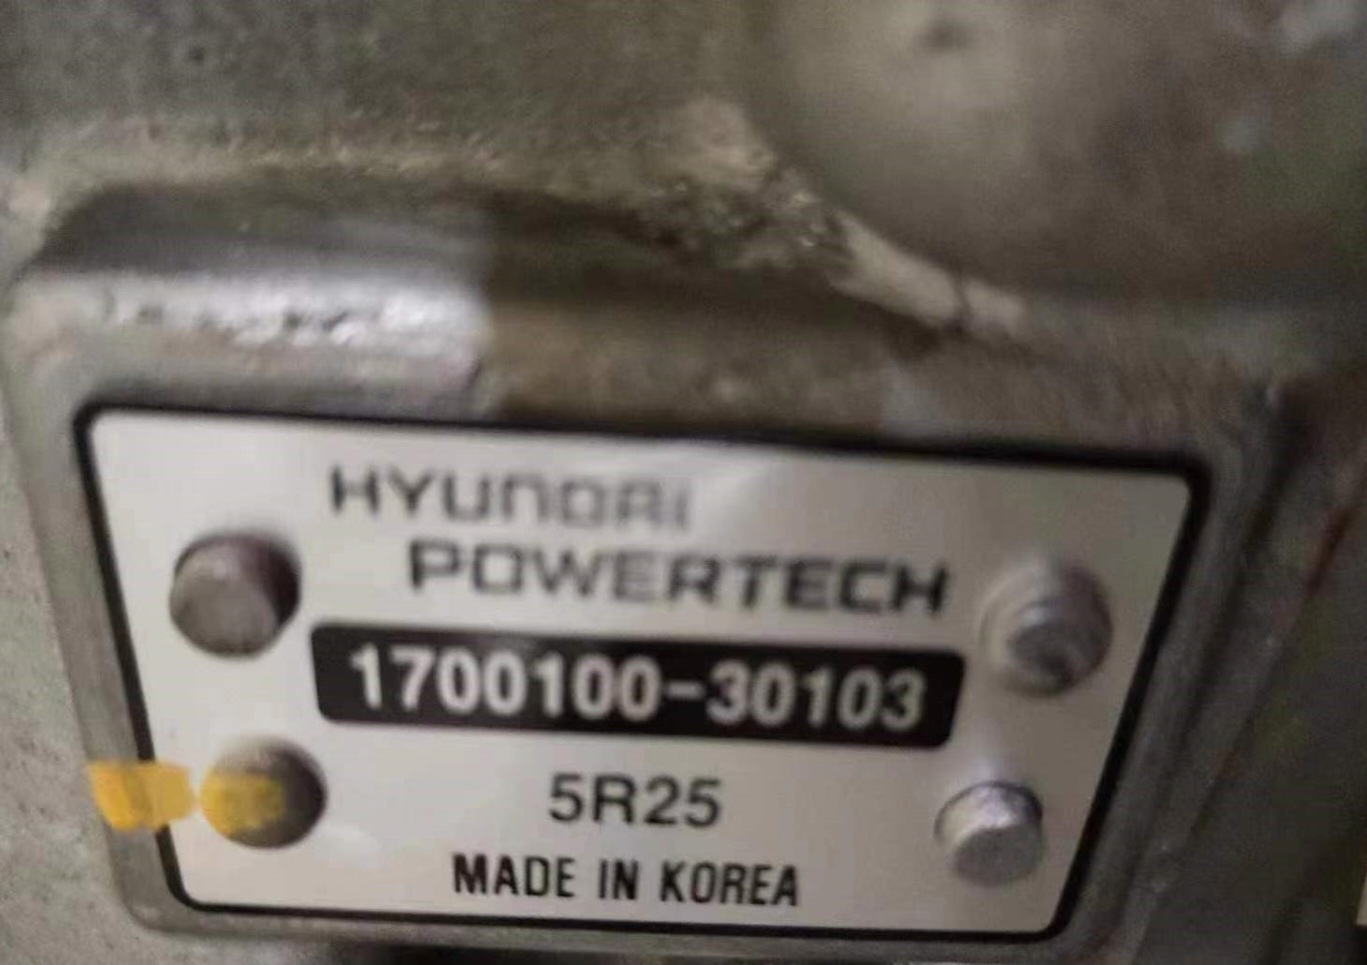 HYUNDAI
POWERTECH
1700100-30103
5R25
MADE IN KOREA